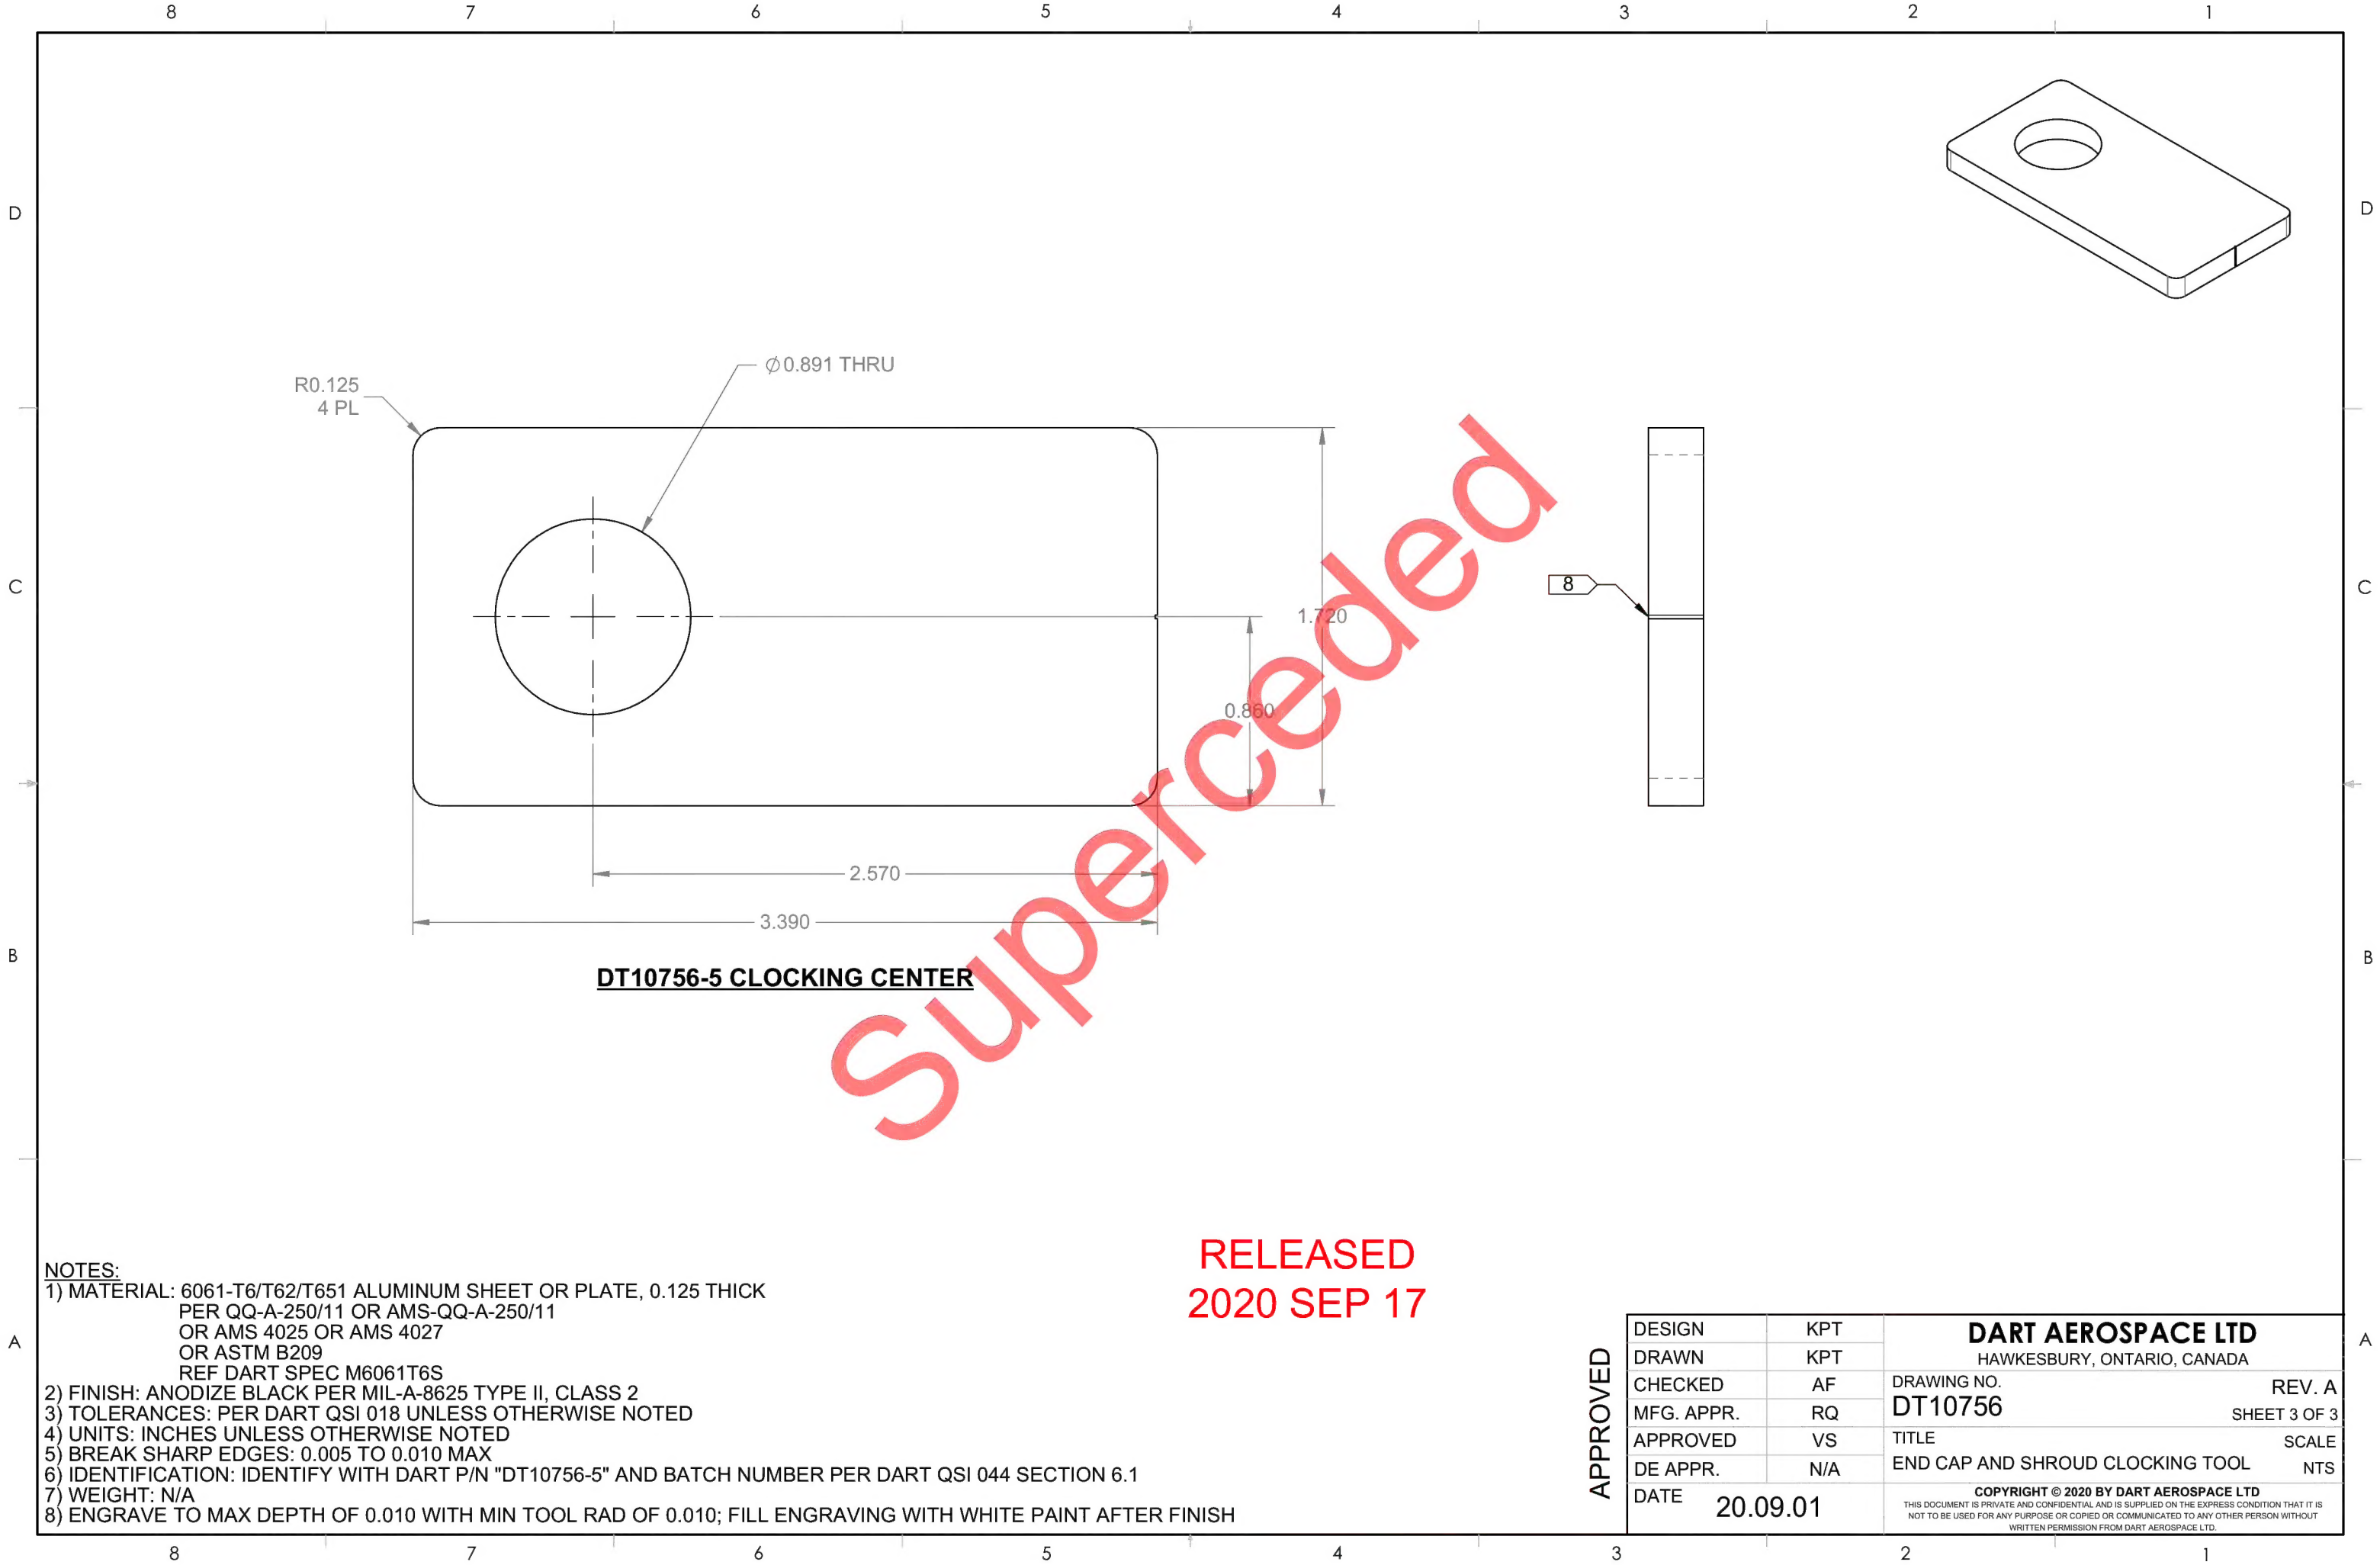 8 7 6 5 4 3 2 1
D D
C C
B B
A A
R0.125
4 PL
∅0.891 THRU
1.720
8
0.860
2.570
3.390
DT10756-5 CLOCKING CENTER
Superceded
RELEASED
2020 SEP 17
NOTES:
1) MATERIAL: 6061-T6/T62/T651 ALUMINUM SHEET OR PLATE, 0.125 THICK
PER QQ-A-250/11 OR AMS-QQ-A-250/11
OR AMS 4025 OR AMS 4027
OR ASTM B209
REF DART SPEC M6061T6S
2) FINISH: ANODIZE BLACK PER MIL-A-8625 TYPE II, CLASS 2
3) TOLERANCES: PER DART QSI 018 UNLESS OTHERWISE NOTED
4) UNITS: INCHES UNLESS OTHERWISE NOTED
5) BREAK SHARP EDGES: 0.005 TO 0.010 MAX
6) IDENTIFICATION: IDENTIFY WITH DART P/N "DT10756-5" AND BATCH NUMBER PER DART QSI 044 SECTION 6.1
7) WEIGHT: N/A
8) ENGRAVE TO MAX DEPTH OF 0.010 WITH MIN TOOL RAD OF 0.010; FILL ENGRAVING WITH WHITE PAINT AFTER FINISH
APPROVED
DESIGN KPT
DRAWN KPT
CHECKED AF
MFG. APPR. RQ
APPROVED VS
DE APPR. N/A
DATE 20.09.01
DART AEROSPACE LTD
HAWKESBURY, ONTARIO, CANADA
DRAWING NO. REV. A
DT10756 SHEET 3 OF 3
TITLE SCALE
END CAP AND SHROUD CLOCKING TOOL NTS
COPYRIGHT © 2020 BY DART AEROSPACE LTD
THIS DOCUMENT IS PRIVATE AND CONFIDENTIAL AND IS SUPPLIED ON THE EXPRESS CONDITION THAT IT IS
NOT TO BE USED FOR ANY PURPOSE OR COPIED OR COMMUNICATED TO ANY OTHER PERSON WITHOUT
WRITTEN PERMISSION FROM DART AEROSPACE LTD.
8 7 6 5 4 3 2 1